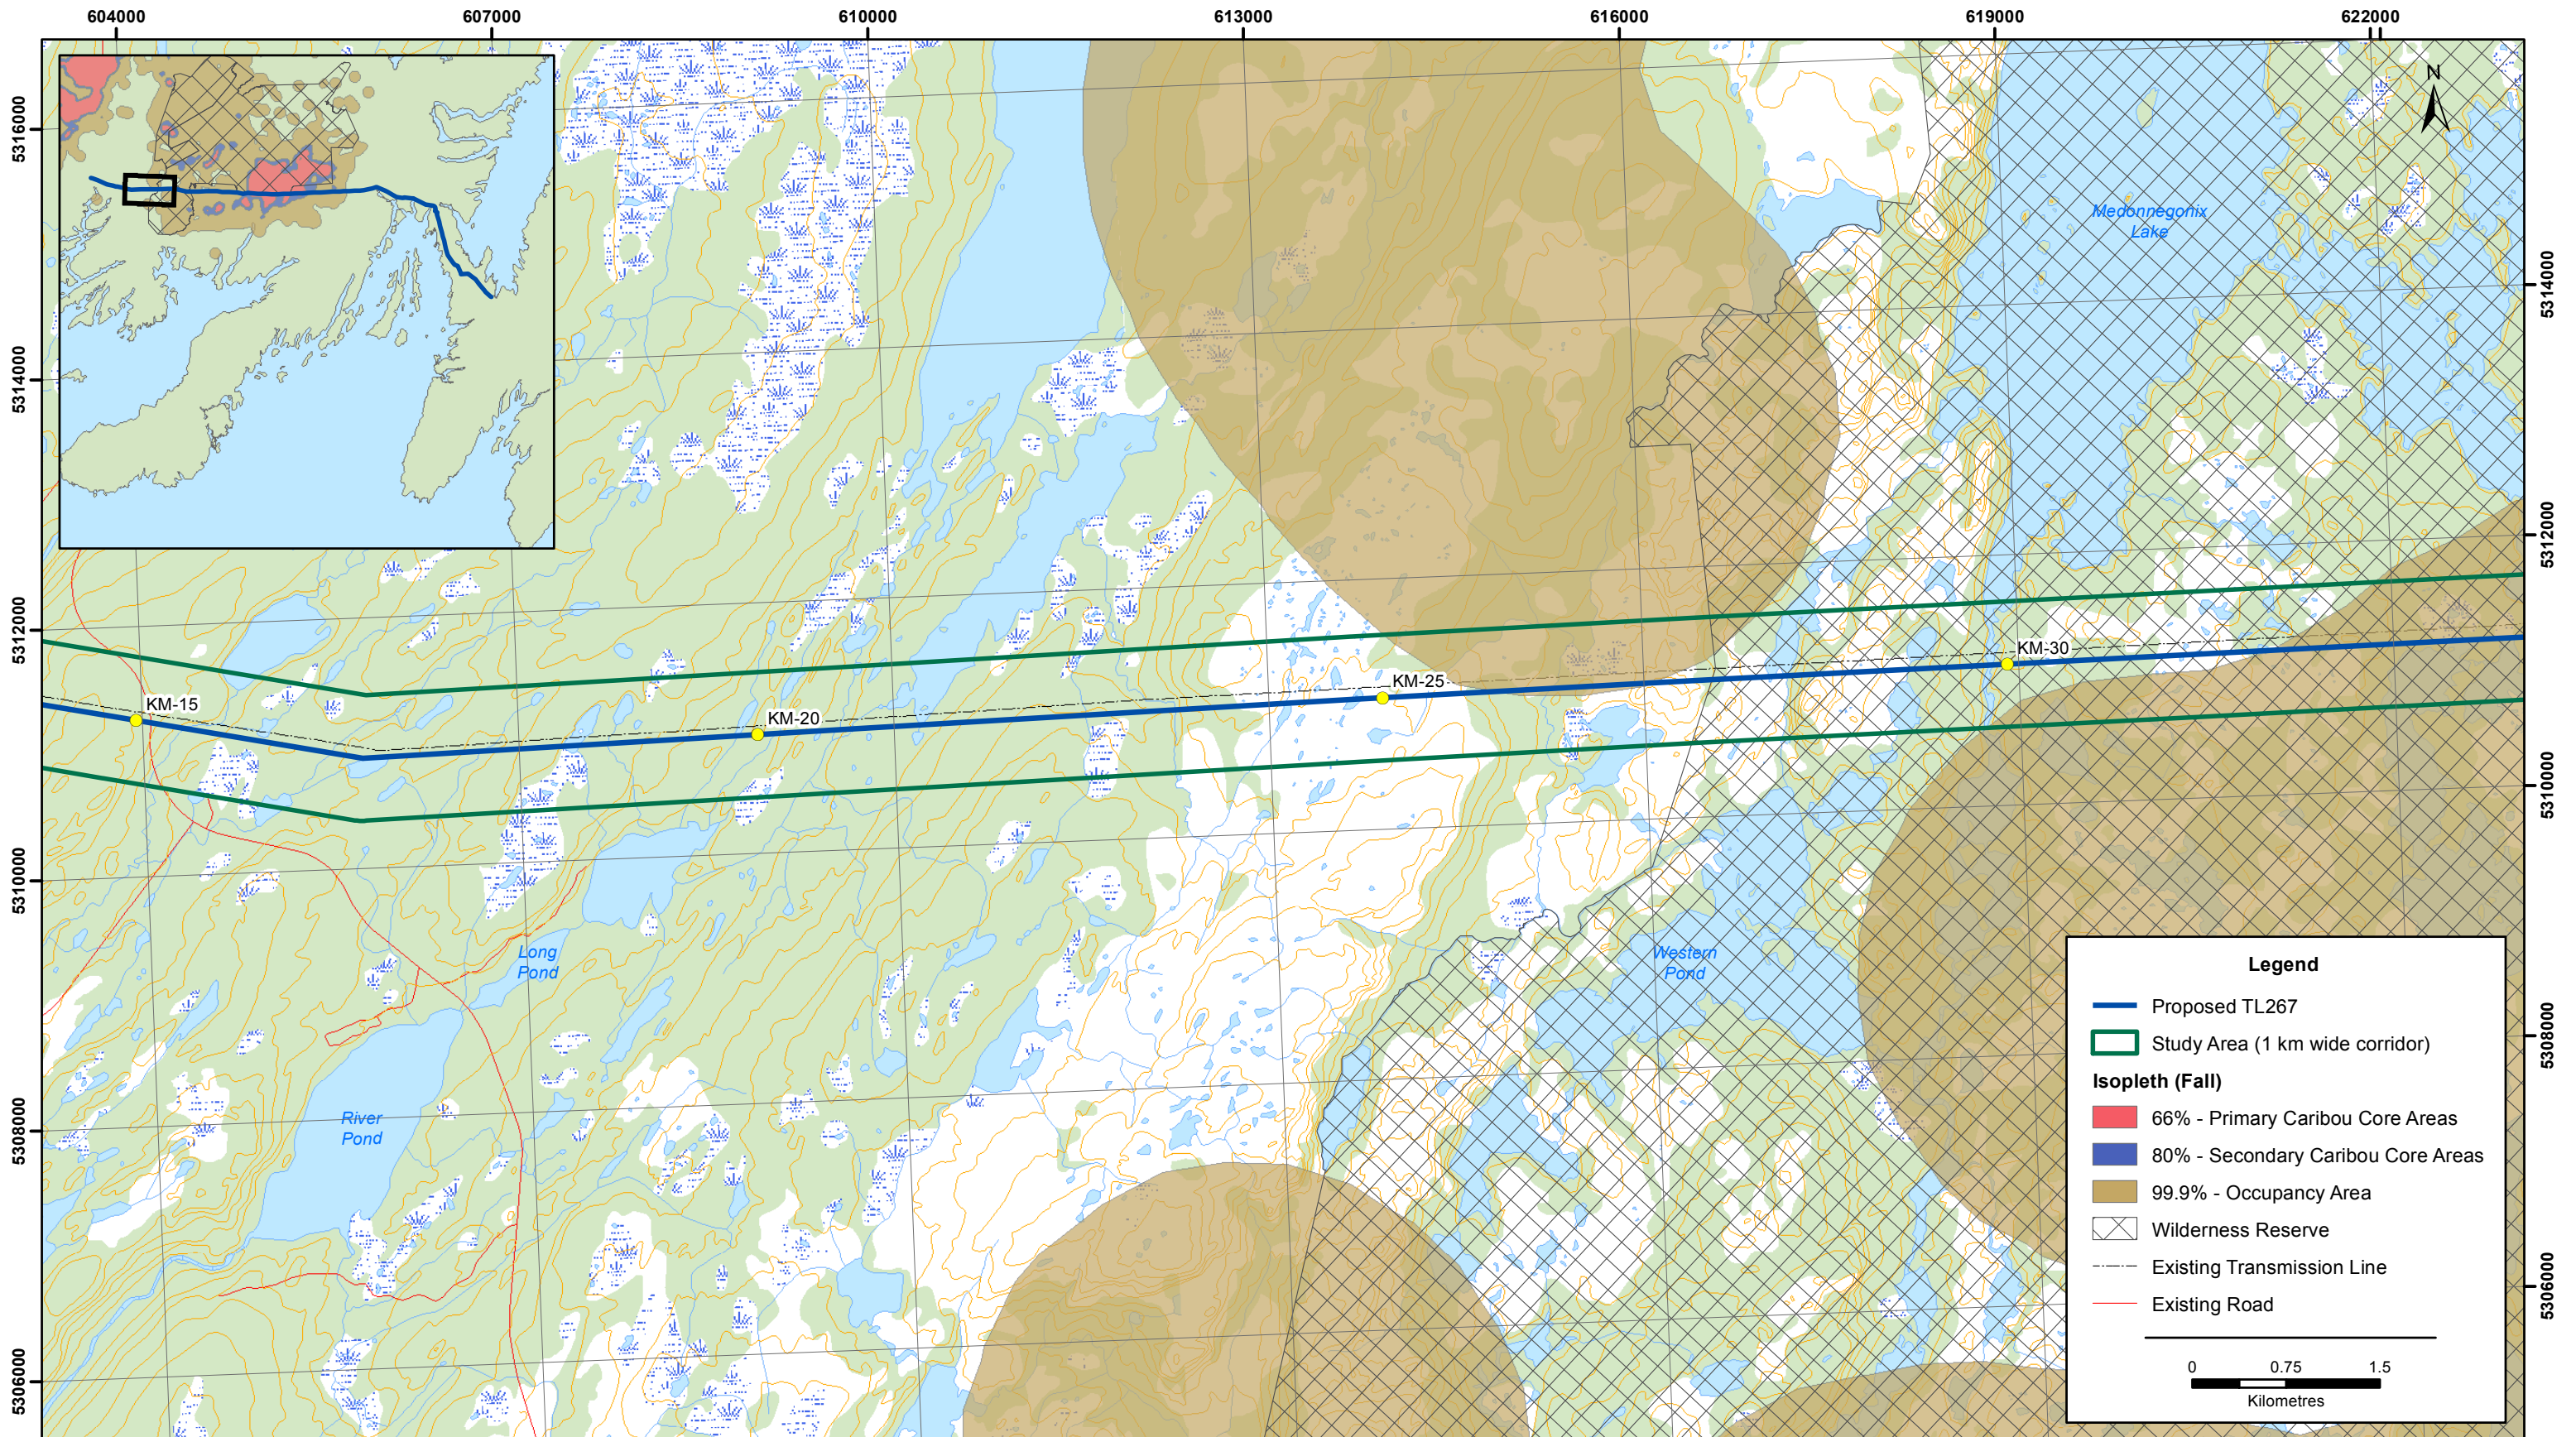 604000 607000 610000 613000 616000 619000 622000
5316000
5314000
5312000
5310000
5308000
5306000
5314000
5312000
5310000
5308000
5306000
N
Medonnegonix
Lake
KM-15
KM-20
KM-25
KM-30
Long
Pond
River
Pond
Western
Pond
Legend
Proposed TL267
Study Area (1 km wide corridor)
Isopleth (Fall)
66% - Primary Caribou Core Areas
80% - Secondary Caribou Core Areas
99.9% - Occupancy Area
Wilderness Reserve
Existing Transmission Line
Existing Road
0 0.75 1.5
Kilometres